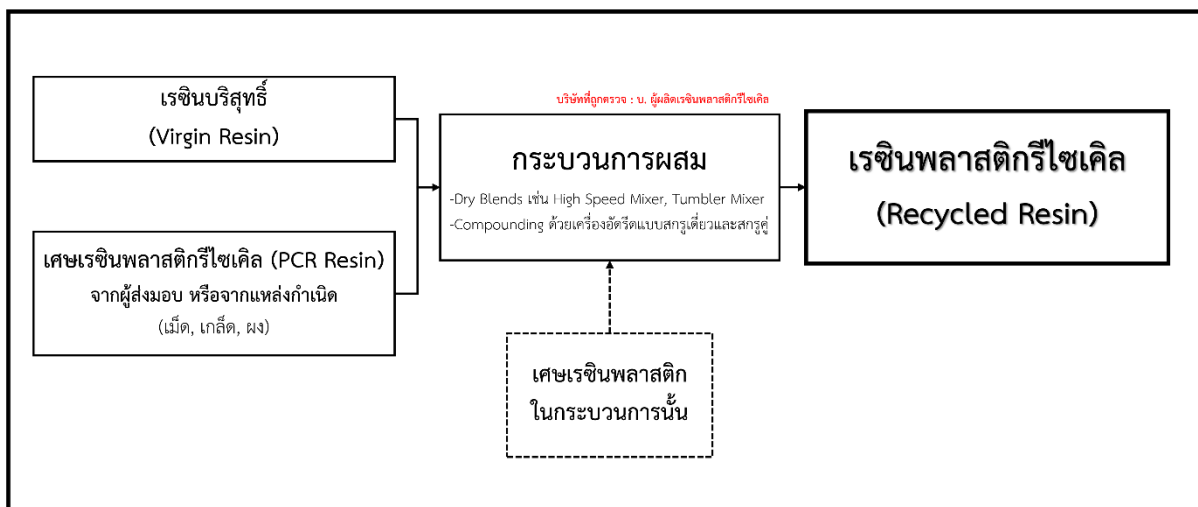 เรซินบริสุทธิ์
(Virgin Resin)
เศษเรซินพลาสติกรีไซเคิล (PCR Resin)
จากผู้ส่งมอบ หรือจากแหล่งกำเนิด
(เม็ด, เกล็ด, ผง)
บริษัทที่ถูกตรวจ : บ. ผู้ผลิตเรซินพลาสติกรีไซเคิล
กระบวนการผสม
-Dry Blends เช่น High Speed Mixer, Tumbler Mixer
-Compounding ด้วยเครื่องอัดรีดแบบสกรูเดี่ยวและสกรูคู่
เศษเรซินพลาสติก
ในกระบวนการนั้น
เรซินพลาสติกรีไซเคิล
(Recycled Resin)